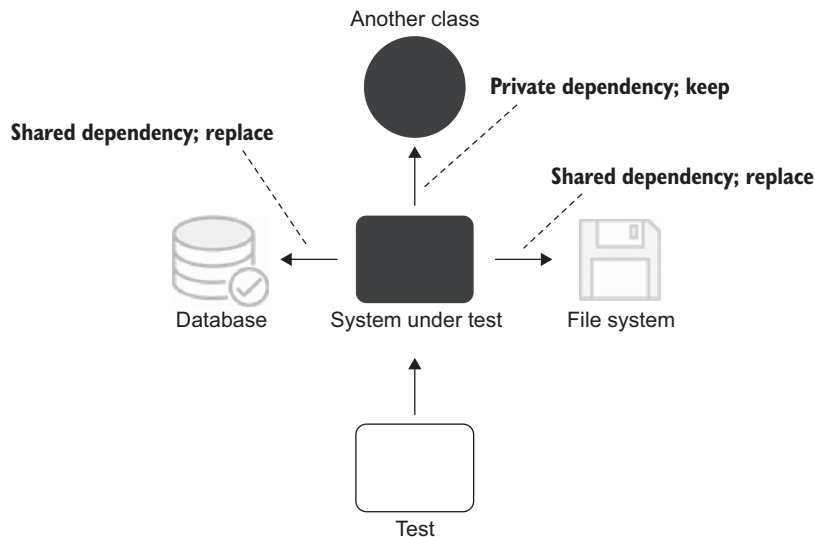 Another class
Private dependency; keep
Shared dependency; replace
Shared dependency; replace
Database
System under test
File system
Test